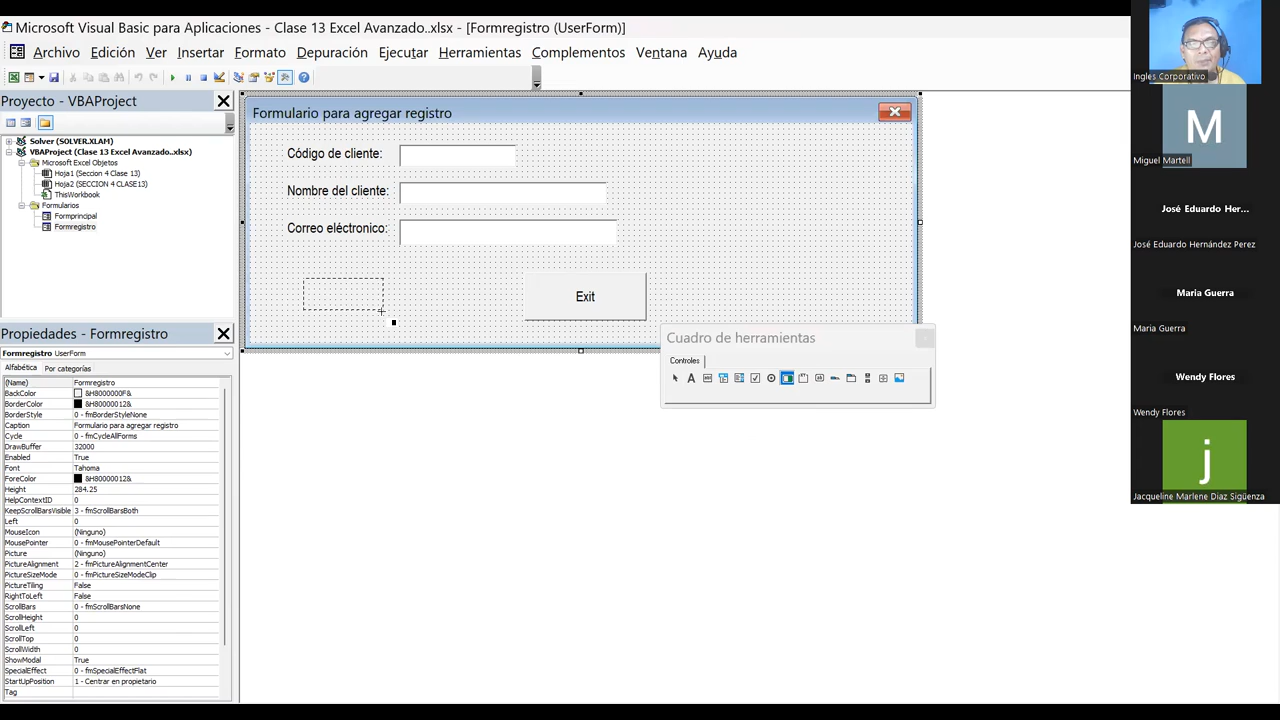 Microsoft Visual Basic para Aplicaciones - Clase 13 Excel Avanzado..xlsx - [Formregistro (UserForm)]
Archivo Edición Ver Insertar Formato Depuración Ejecutar Herramientas Complementos Ventana Ayuda
Proyecto - VBAProject
Solver (SOLVER.XLAM)
VBAProject (Clase 13 Excel Avanzado..xlsx)
Microsoft Excel Objetos
Hoja1 (Seccion 4 Clase 13)
Hoja2 (SECCION 4 CLASE13)
ThisWorkbook
Formularios
Formprincipal
Formregistro
Propiedades - Formregistro
Formregistro UserForm
Alfabética Por categorías
(Name) Formregistro
BackColor &H8000000F&
BorderColor &H80000012&
BorderStyle 0 - fmBorderStyleNone
Caption Formulario para agregar registro
Cycle 0 - fmCycleAllForms
DrawBuffer 32000
Enabled True
Font Tahoma
ForeColor &H80000012&
Height 284.25
HelpContextID 0
KeepScrollBarsVisible 3 - fmScrollBarsBoth
Left 0
MouseIcon (Ninguno)
MousePointer 0 - fmMousePointerDefault
Picture (Ninguno)
PictureAlignment 2 - fmPictureAlignmentCenter
PictureSizeMode 0 - fmPictureSizeModeClip
PictureTiling False
RightToLeft False
ScrollBars 0 - fmScrollBarsNone
ScrollHeight 0
ScrollLeft 0
ScrollTop 0
ScrollWidth 0
ShowModal True
SpecialEffect 0 - fmSpecialEffectFlat
StartUpPosition 1 - Centrar en propietario
Tag
Formulario para agregar registro
Código de cliente:
Nombre del cliente:
Correo eléctronico:
Exit
Cuadro de herramientas
Controles
Ingles Corporativo
M
Miguel Martell
José Eduardo Her...
José Eduardo Hernández Perez
Maria Guerra
Maria Guerra
Wendy Flores
Wendy Flores
j
Jacqueline Marlene Diaz Sigüenza